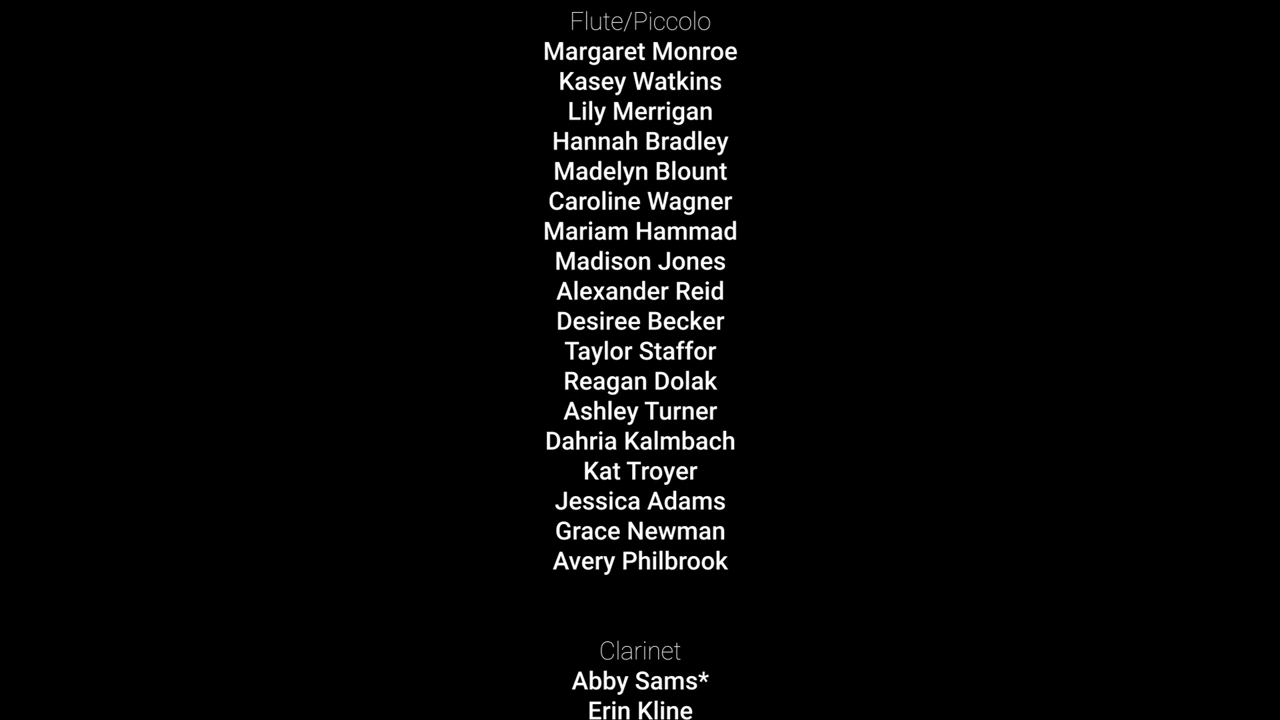 Flute/Piccolo
Margaret Monroe
Kasey Watkins
Lily Merrigan
Hannah Bradley
Madelyn Blount
Caroline Wagner
Mariam Hammad
Madison Jones
Alexander Reid
Desiree Becker
Taylor Staffor
Reagan Dolak
Ashley Turner
Dahria Kalmbach
Kat Troyer
Jessica Adams
Grace Newman
Avery Philbrook
Clarinet
Abby Sams*
Erin Kline